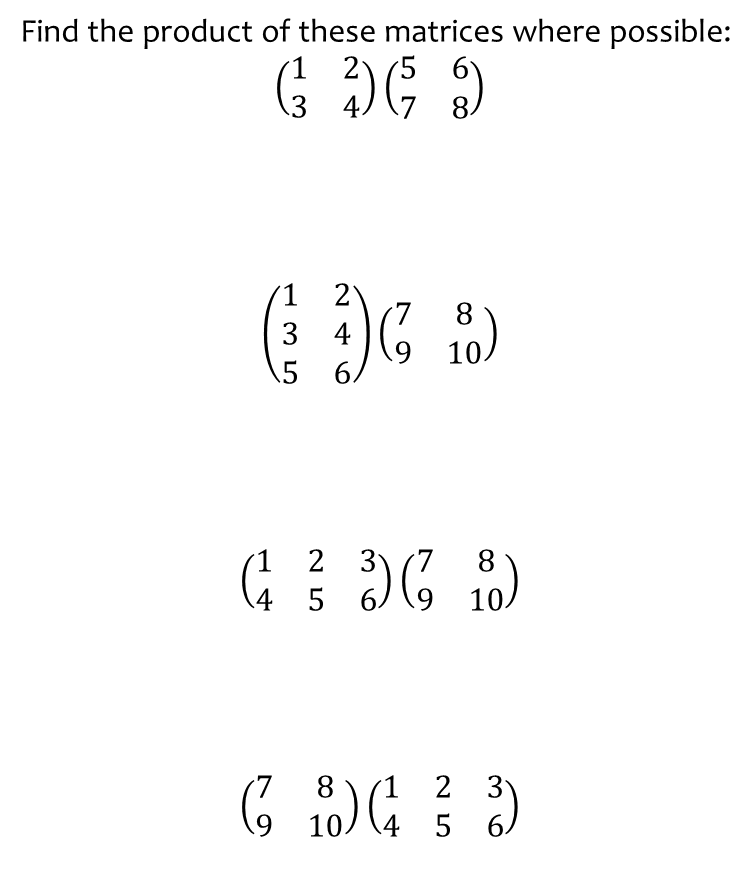 Find the product of these matrices where possible:
(1 2
3 4)(5 6
7 8)
(1 2
3 4
5 6)(7 8
9 10)
(1 2 3
4 5 6)(7 8
9 10)
(7 8
9 10)(1 2 3
4 5 6)